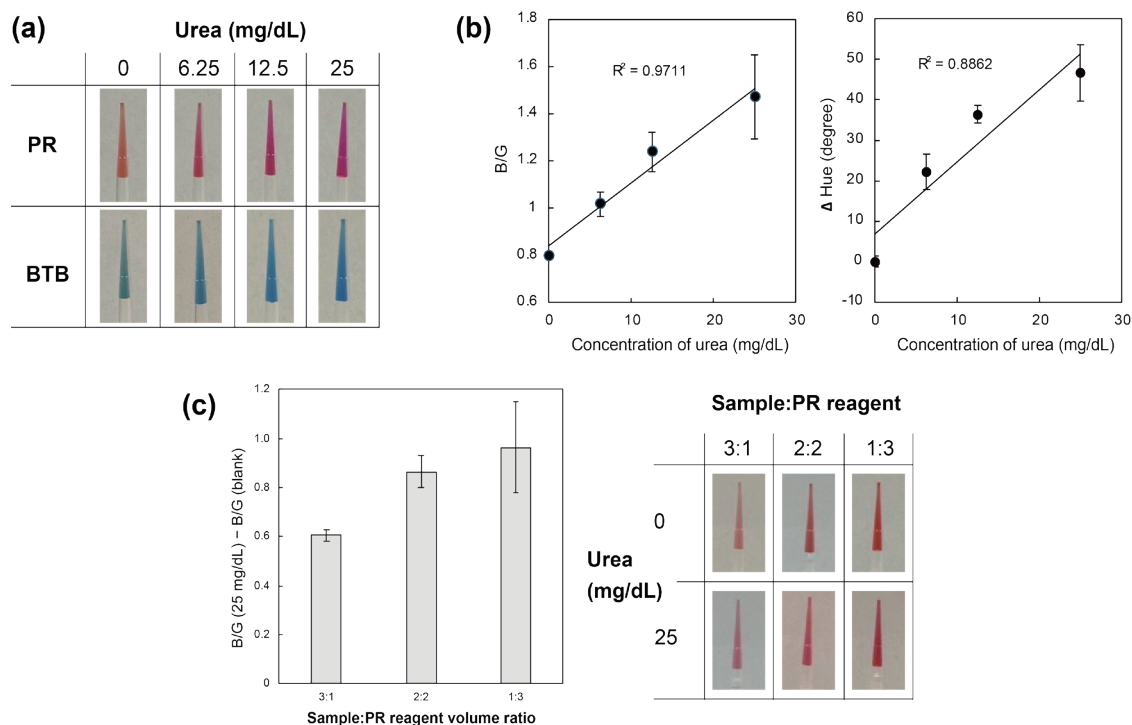 (a)
Urea (mg/dL)
0 6.25 12.5 25
PR
BTB
(b)
1.8
1.6
1.4
1.2
1
0.8
0.6
B/G
R² = 0.9711
0 10 20 30
Concentration of urea (mg/dL)
60
50
40
30
20
10
0
-10
Δ Hue (degree)
R² = 0.8862
0 10 20 30
Concentration of urea (mg/dL)
(c)
1.2
1.0
0.8
0.6
0.4
0.2
0
B/G (25 mg/dL) – B/G (blank)
3:1 2:2 1:3
Sample:PR reagent volume ratio
Sample:PR reagent
3:1 2:2 1:3
0
Urea
(mg/dL)
25